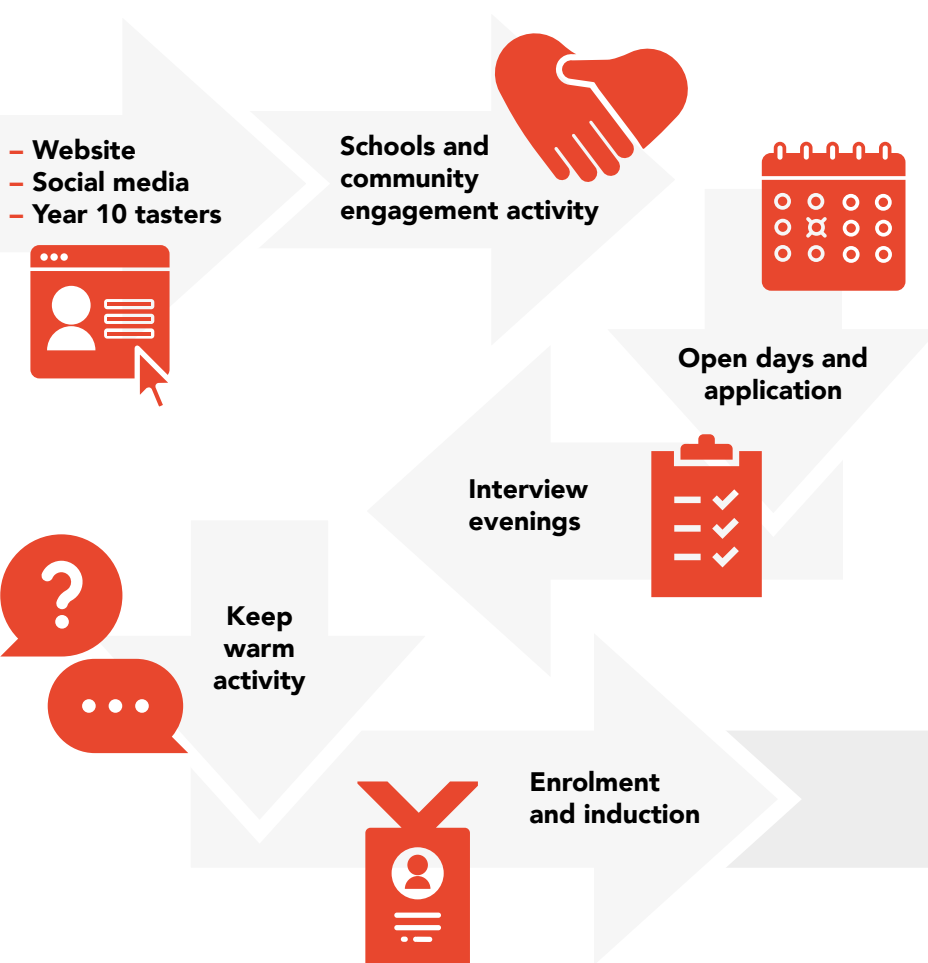 – Website
– Social media
– Year 10 tasters
Schools and
community
engagement activity
Open days and
application
Interview
evenings
Keep
warm
activity
Enrolment
and induction